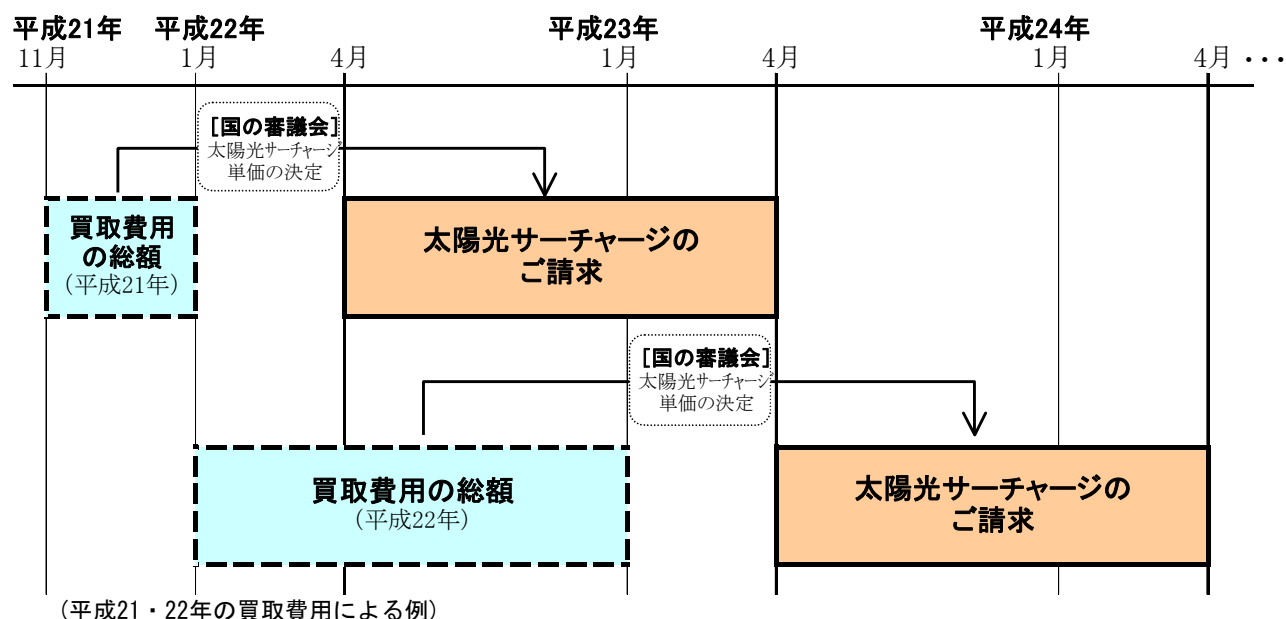 平成21年 平成22年 平成23年 平成24年
11月 1月 4月 1月 4月 1月 4月 ・・・
［国の審議会］
太陽光サーチャージ
単価の決定
買取費用
の総額
（平成21年）
太陽光サーチャージの
ご請求
［国の審議会］
太陽光サーチャージ
単価の決定
買取費用の総額
（平成22年）
太陽光サーチャージの
ご請求
（平成21・22年の買取費用による例）